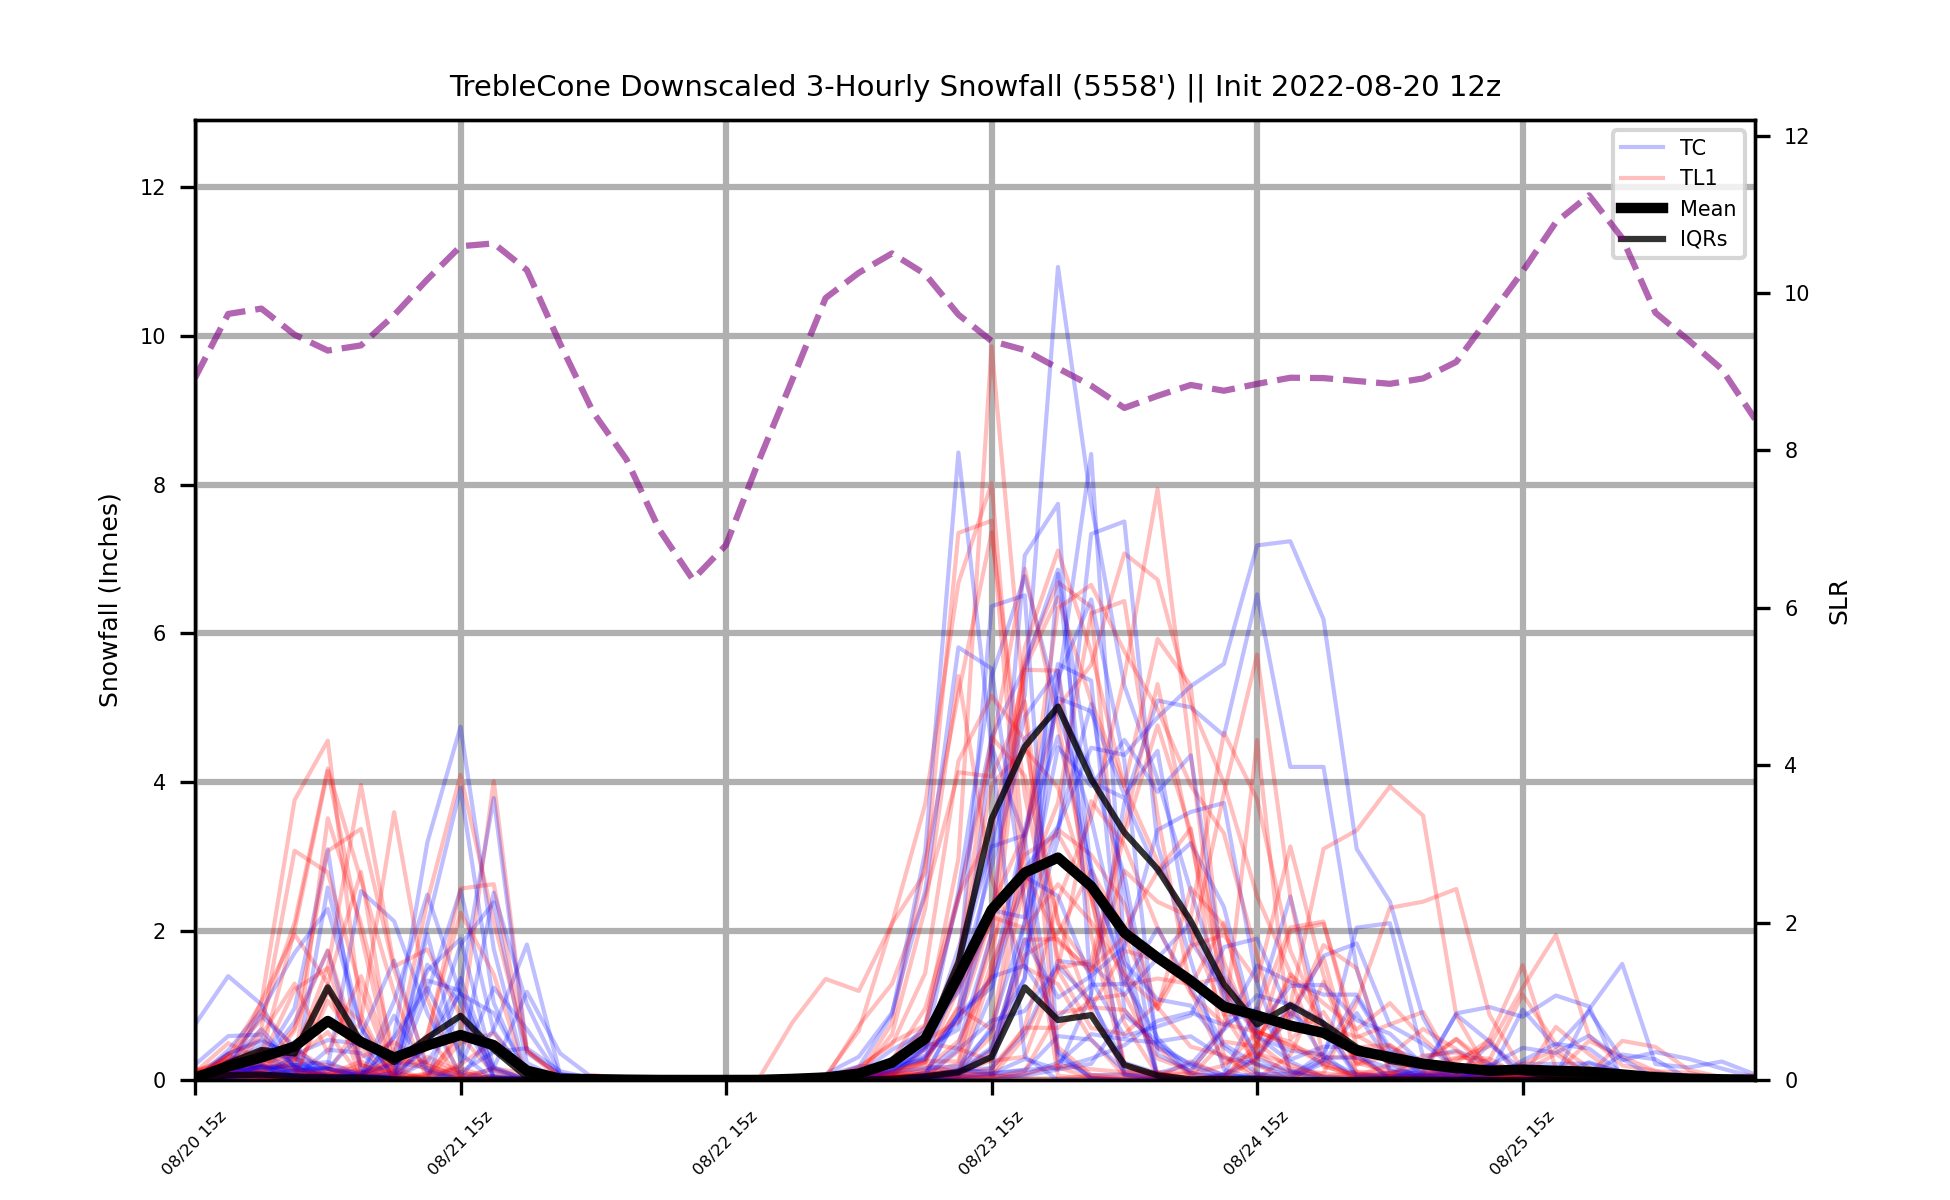 TrebleCone Downscaled 3-Hourly Snowfall (5558') || Init 2022-08-20 12z
TC
TL1
Mean
IQRs
Snowfall (Inches)
12
10
8
6
4
2
0
12
10
8
6
4
2
0
SLR
08/20 15z
08/21 15z
08/22 15z
08/23 15z
08/24 15z
08/25 15z